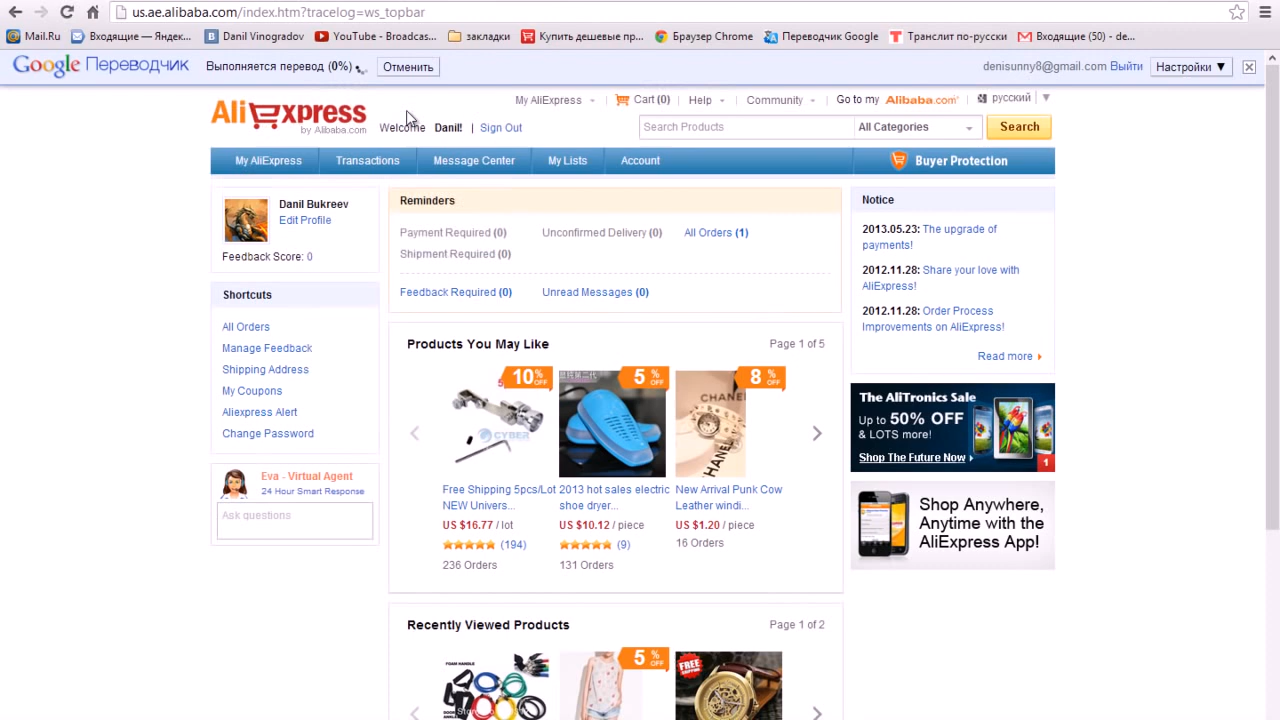 us.ae.alibaba.com/index.htm?tracelog=ws_topbar
Mail.Ru
Входящие — Яндек...
Danil Vinogradov
YouTube - Broadcas...
закладки
Купить дешевые пр...
Браузер Chrome
Переводчик Google
Транслит по-русски
Входящие (50) - de...
Google Переводчик
Выполняется перевод (0%)
Отменить
denisunny8@gmail.com Выйти
Настройки ▼
AliExpress
by Alibaba.com
Welcome Danil! | Sign Out
My AliExpress
Cart (0)
Help
Community
Go to my Alibaba.com
русский
Search Products
All Categories
Search
My AliExpress
Transactions
Message Center
My Lists
Account
Buyer Protection
Danil Bukreev
Edit Profile
Feedback Score: 0
Shortcuts
All Orders
Manage Feedback
Shipping Address
My Coupons
Aliexpress Alert
Change Password
Eva - Virtual Agent
24 Hour Smart Response
Ask questions
Reminders
Payment Required (0)
Unconfirmed Delivery (0)
All Orders (1)
Shipment Required (0)
Feedback Required (0)
Unread Messages (0)
Products You May Like
Page 1 of 5
10 % OFF
5 % OFF
8 % OFF
CYBER
CHANEL
Free Shipping 5pcs/Lot
NEW Univers...
US $16.77 / lot
(194)
236 Orders
2013 hot sales electric
shoe dryer...
US $10.12 / piece
(9)
131 Orders
New Arrival Punk Cow
Leather windi...
US $1.20 / piece
16 Orders
Recently Viewed Products
Page 1 of 2
FOAM HANDLE
5 % OFF
FREE
Notice
2013.05.23: The upgrade of
payments!
2012.11.28: Share your love with
AliExpress!
2012.11.28: Order Process
Improvements on AliExpress!
Read more
The AliTronics Sale
Up to 50% OFF
& LOTS more!
Shop The Future Now
1
Shop Anywhere,
Anytime with the
AliExpress App!